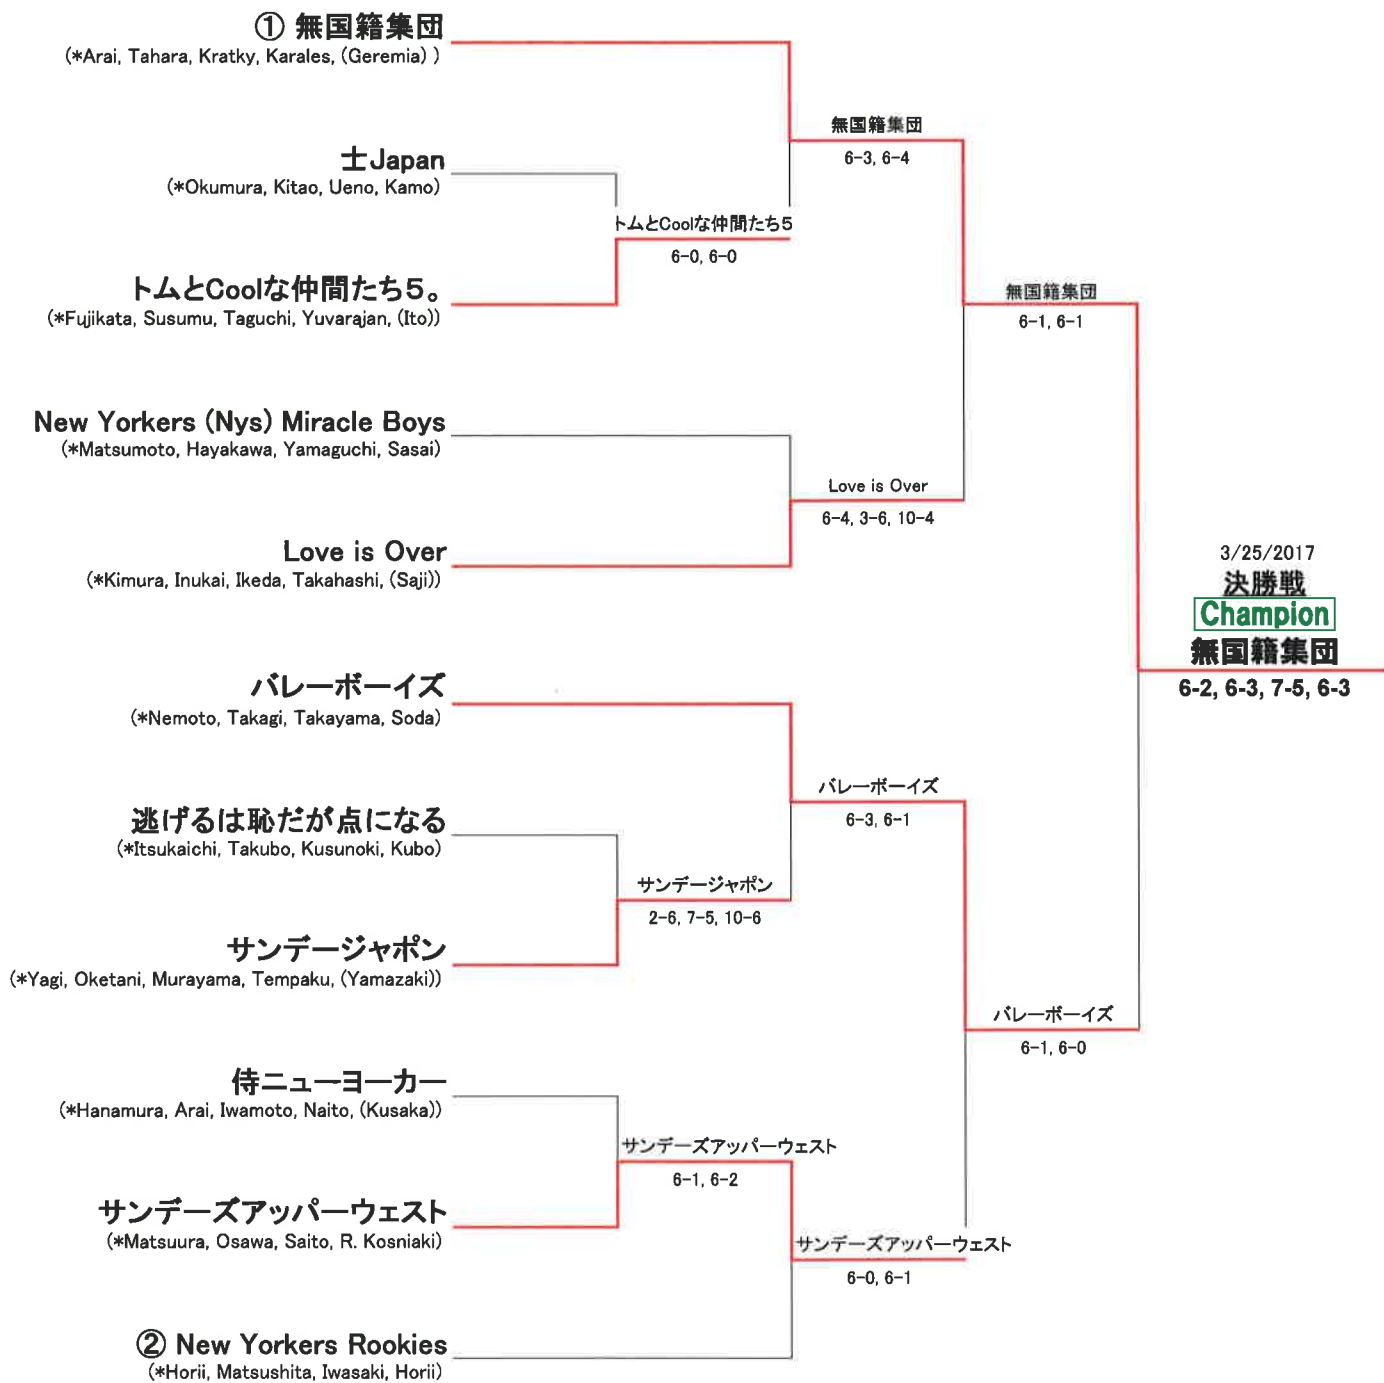 ① 無国籍集団
(*Arai, Tahara, Kratky, Karales, (Geremia) )
無国籍集団
6-3, 6-4
士Japan
(*Okumura, Kitao, Ueno, Kamo)
トムとCoolな仲間たち5
6-0, 6-0
トムとCoolな仲間たち5。
(*Fujikata, Susumu, Taguchi, Yuvarajan, (Ito))
無国籍集団
6-1, 6-1
New Yorkers (Nys) Miracle Boys
(*Matsumoto, Hayakawa, Yamaguchi, Sasai)
Love is Over
6-4, 3-6, 10-4
Love is Over
(*Kimura, Inukai, Ikeda, Takahashi, (Saji))
3/25/2017
決勝戦
Champion
無国籍集団
6-2, 6-3, 7-5, 6-3
バレーボーイズ
(*Nemoto, Takagi, Takayama, Soda)
バレーボーイズ
6-3, 6-1
逃げるは恥だが点になる
(*Itsukaichi, Takubo, Kusunoki, Kubo)
サンデージャポン
2-6, 7-5, 10-6
サンデージャポン
(*Yagi, Oketani, Murayama, Tempaku, (Yamazaki))
バレーボーイズ
6-1, 6-0
侍ニューヨーカー
(*Hanamura, Arai, Iwamoto, Naito, (Kusaka))
サンデーズアッパーウェスト
6-1, 6-2
サンデーズアッパーウェスト
(*Matsuura, Osawa, Saito, R. Kosniaki)
サンデーズアッパーウェスト
6-0, 6-1
② New Yorkers Rookies
(*Horii, Matsushita, Iwasaki, Horii)